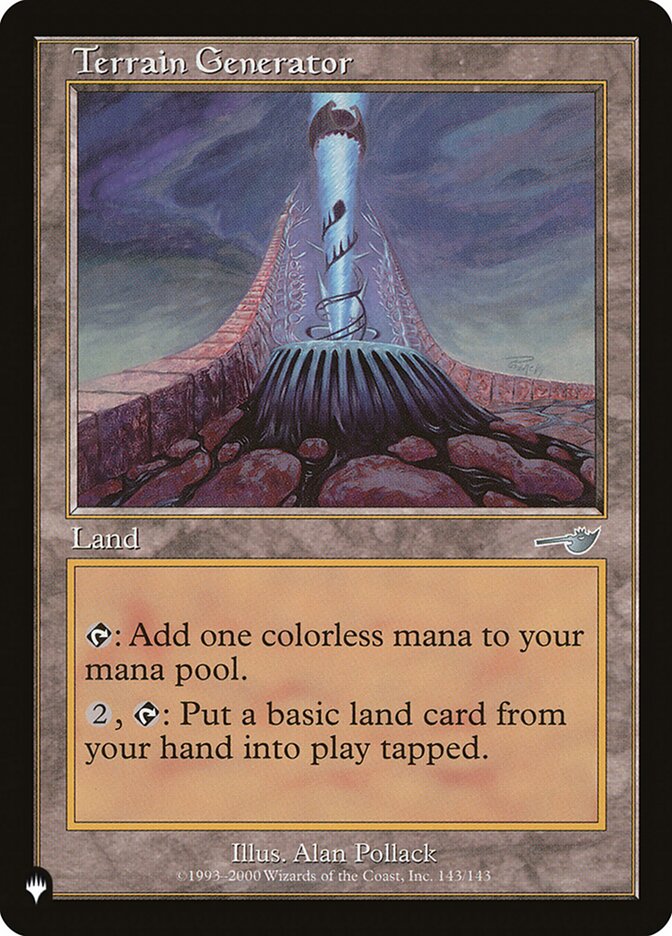 Terrain Generator
Land
: Add one colorless mana to your
mana pool.
2, : Put a basic land card from
your hand into play tapped.
Illus. Alan Pollack
©1993–2000 Wizards of the Coast, Inc. 143/143